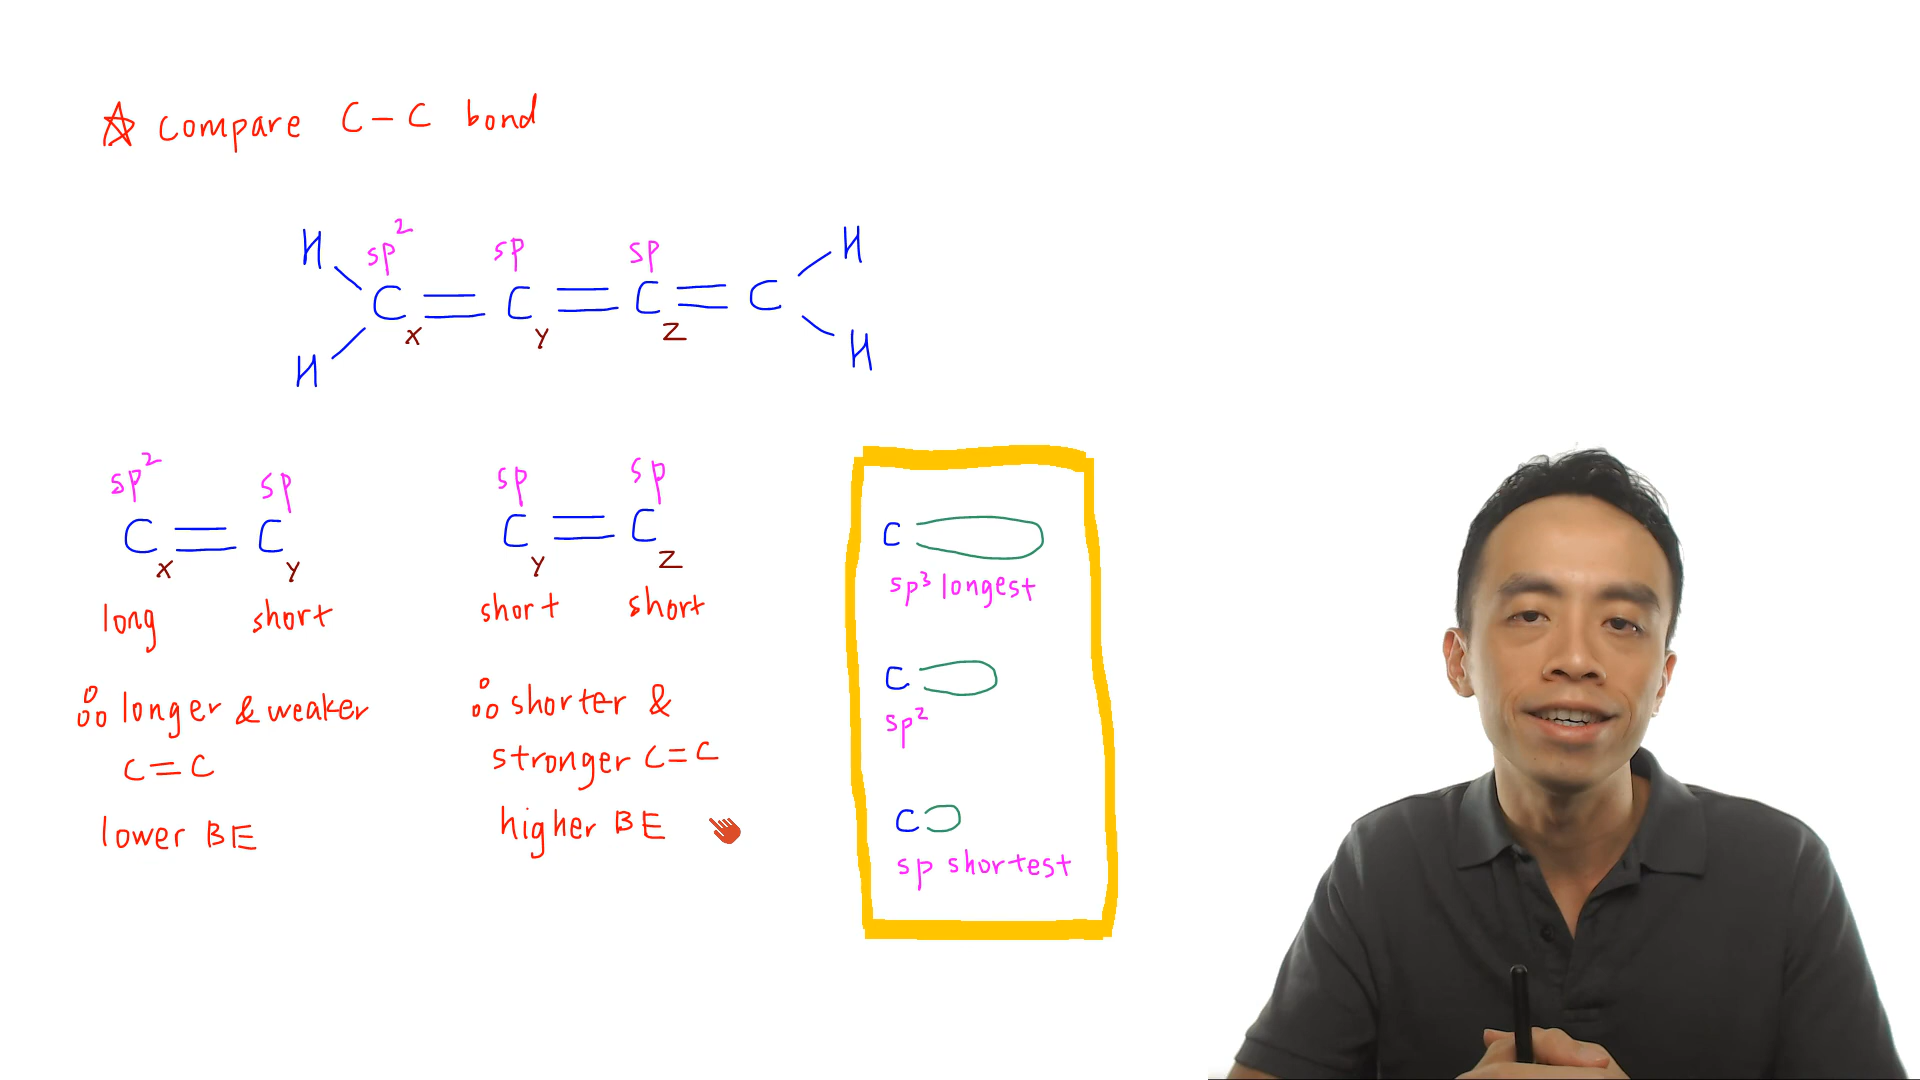 ☆ compare C–C bond
H sp² sp sp H
C = C = C = C
x y z
H H
sp² sp
C = C
x y
long short
∴ longer & weaker
C=C
lower BE
sp sp
C = C
y z
short short
∴ shorter &
stronger C=C
higher BE
C
sp³ longest
C
sp²
C
sp shortest